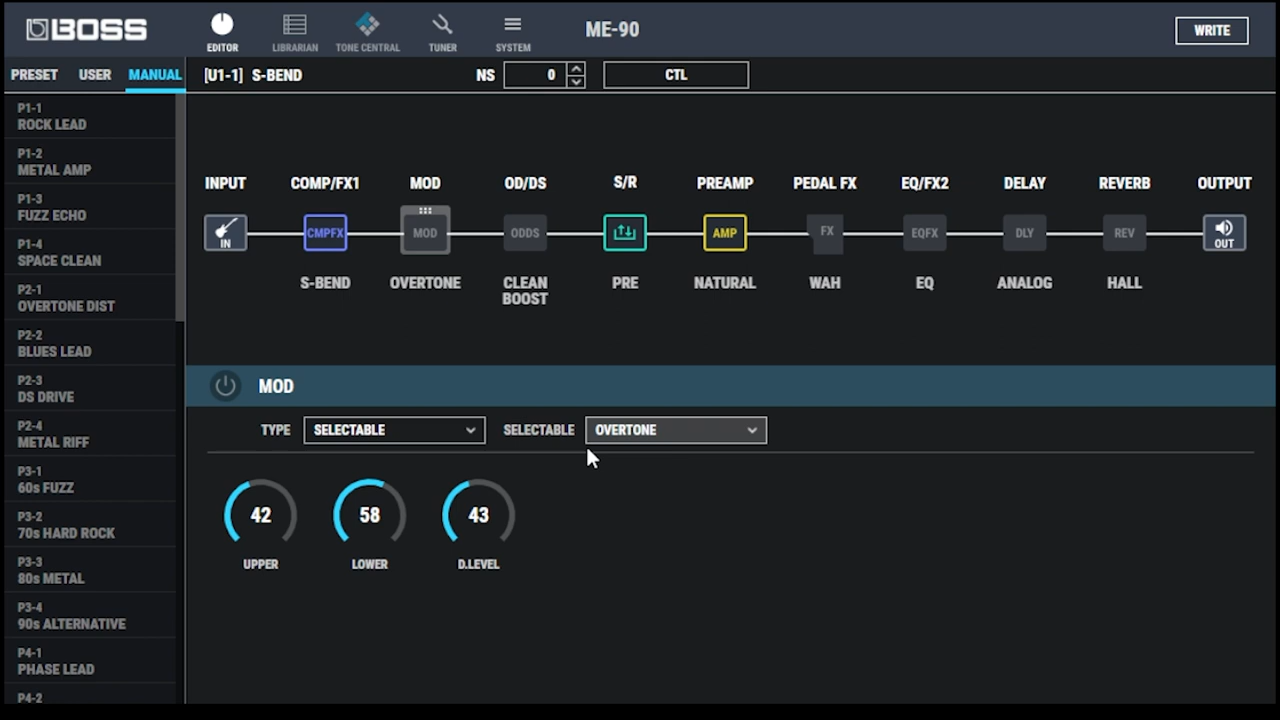 BOSS
EDITOR
LIBRARIAN
TONE CENTRAL
TUNER
SYSTEM
ME-90
WRITE
PRESET USER MANUAL
[U1-1] S-BEND
NS 0
CTL
P1-1
ROCK LEAD
P1-2
METAL AMP
P1-3
FUZZ ECHO
P1-4
SPACE CLEAN
P2-1
OVERTONE DIST
P2-2
BLUES LEAD
P2-3
DS DRIVE
P2-4
METAL RIFF
P3-1
60s FUZZ
P3-2
70s HARD ROCK
P3-3
80s METAL
P3-4
90s ALTERNATIVE
P4-1
PHASE LEAD
P4-2
INPUT COMP/FX1 MOD OD/DS S/R PREAMP PEDAL FX EQ/FX2 DELAY REVERB OUTPUT
IN CMPFX MOD ODDS AMP FX EQFX DLY REV OUT
S-BEND OVERTONE CLEAN BOOST PRE NATURAL WAH EQ ANALOG HALL
MOD
TYPE SELECTABLE SELECTABLE OVERTONE
42 58 43
UPPER LOWER D.LEVEL